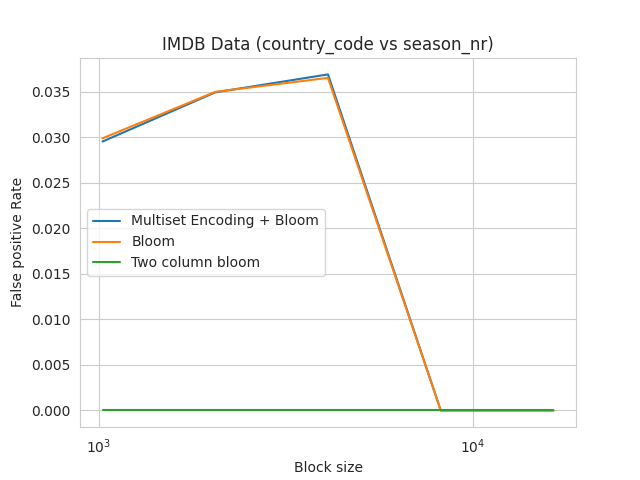 IMDB Data (country_code vs season_nr)
False positive Rate
0.035
0.030
0.025
0.020
0.015
0.010
0.005
0.000
Multiset Encoding + Bloom
Bloom
Two column bloom
10³
10⁴
Block size